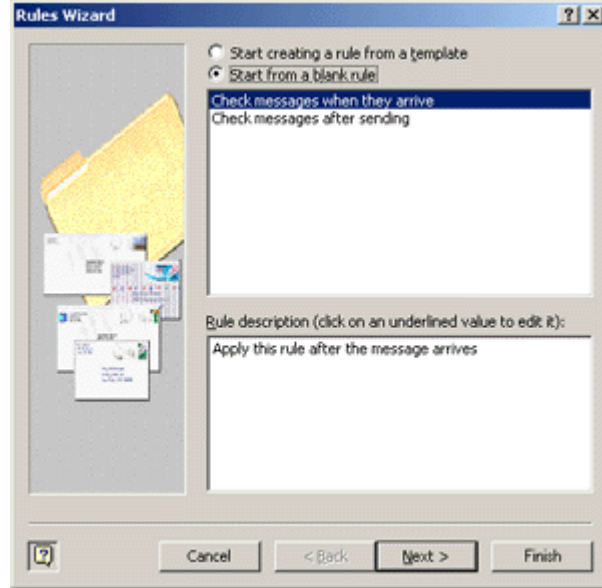 Rules Wizard
Start creating a rule from a template
Start from a blank rule
Check messages when they arrive
Check messages after sending
Rule description (click on an underlined value to edit it):
Apply this rule after the message arrives
Cancel
< Back
Next >
Finish